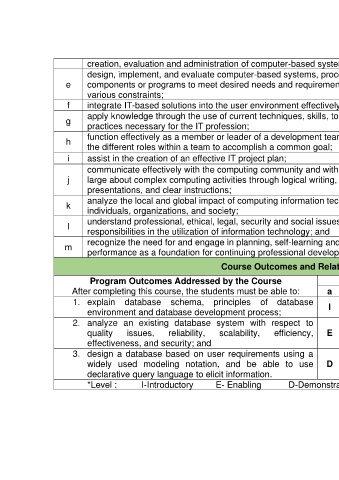 creation, evaluation and administration of computer-based
e
design, implement, and evaluate computer-based systems,
components or programs to meet desired needs and
various constraints;
f
integrate IT-based solutions into the user environment effectively
g
apply knowledge through the use of current techniques, skills,
practices necessary for the IT profession;
h
function effectively as a member or leader of a development
the different roles within a team to accomplish a common goal;
i
assist in the creation of an effective IT project plan;
j
communicate effectively with the computing community and with
large about complex computing activities through logical writing,
presentations, and clear instructions;
k
analyze the local and global impact of computing information
individuals, organizations, and society;
l
understand professional, ethical, legal, security and social issues
responsibilities in the utilization of information technology; and
m
recognize the need for and engage in planning, self-learning
performance as a foundation for continuing professional
Course Outcomes and
Program Outcomes Addressed by the Course
After completing this course, the students must be able to:
a
1. explain database schema, principles of database
environment and database development process;
I
2. analyze an existing database system with respect to
quality issues, reliability, scalability, efficiency,
effectiveness, and security; and
E
3. design a database based on user requirements using a
widely used modeling notation, and be able to use
declarative query language to elicit information.
D
*Level : I-Introductory E- Enabling